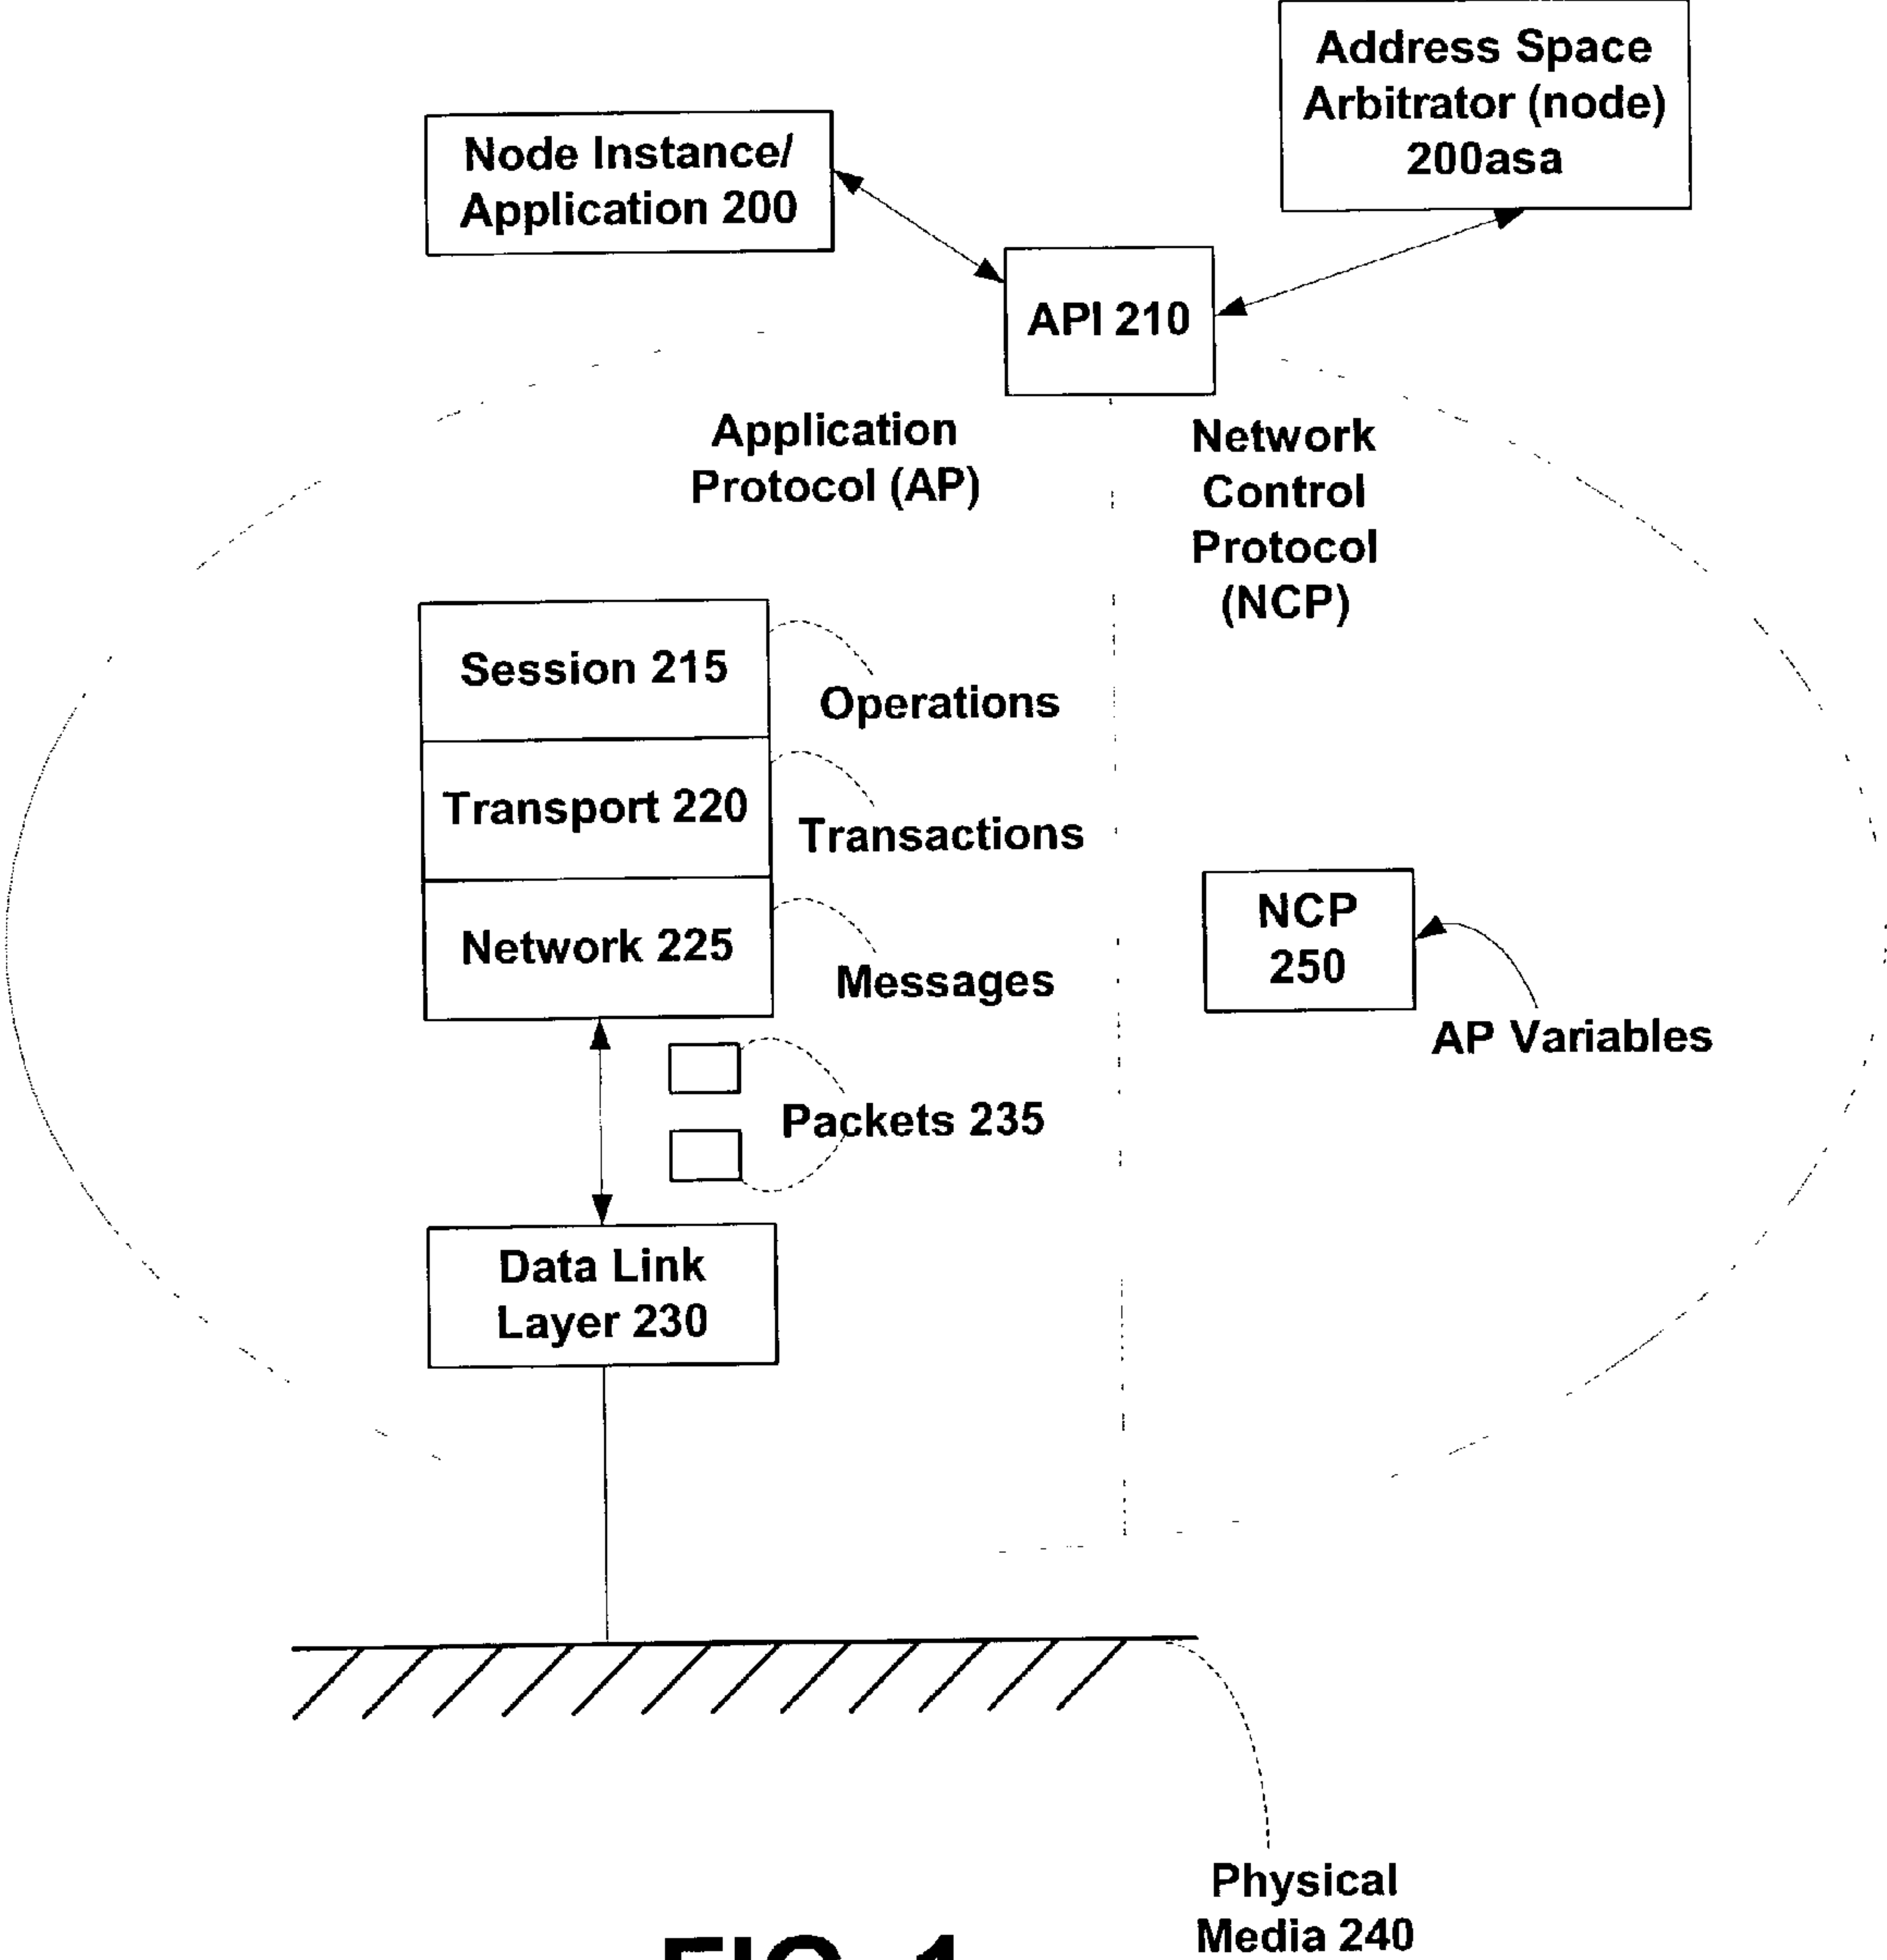 Address Space
Arbitrator (node)
200asa
Node Instance/
Application 200
API 210
Application
Protocol (AP)
Network
Control
Protocol
(NCP)
Session 215
Operations
Transport 220
Transactions
Network 225
Messages
NCP
250
AP Variables
Packets 235
Data Link
Layer 230
Physical
Media 240
FIG. 1